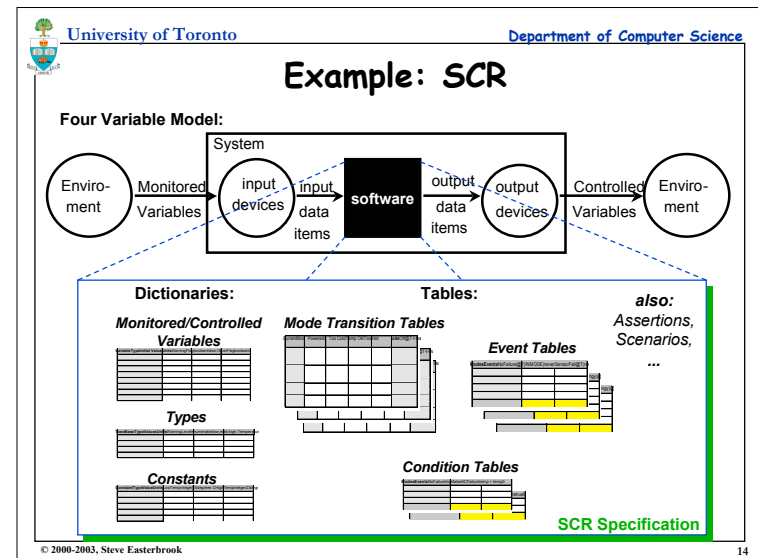 University of Toronto
Department of Computer Science
Example: SCR
Four Variable Model:
System
Enviro-
ment
Monitored
Variables
input
devices
input
data
items
software
output
data
items
output
devices
Controlled
Variables
Enviro-
ment
Dictionaries:
Tables:
also:
Assertions,
Scenarios,
...
Monitored/Controlled
Variables
Mode Transition Tables
Event Tables
Types
Constants
Condition Tables
SCR Specification
© 2000-2003, Steve Easterbrook
14